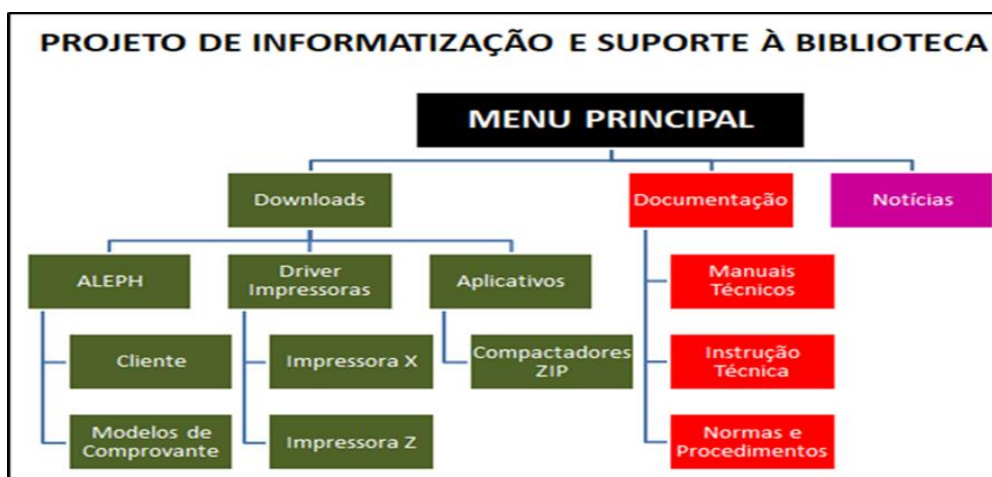 PROJETO DE INFORMATIZAÇÃO E SUPORTE À BIBLIOTECA
MENU PRINCIPAL
Downloads
Documentação
Notícias
ALEPH
Driver
Impressoras
Aplicativos
Manuais
Técnicos
Cliente
Impressora X
Compactadores
ZIP
Instrução
Técnica
Modelos de
Comprovante
Impressora Z
Normas e
Procedimentos